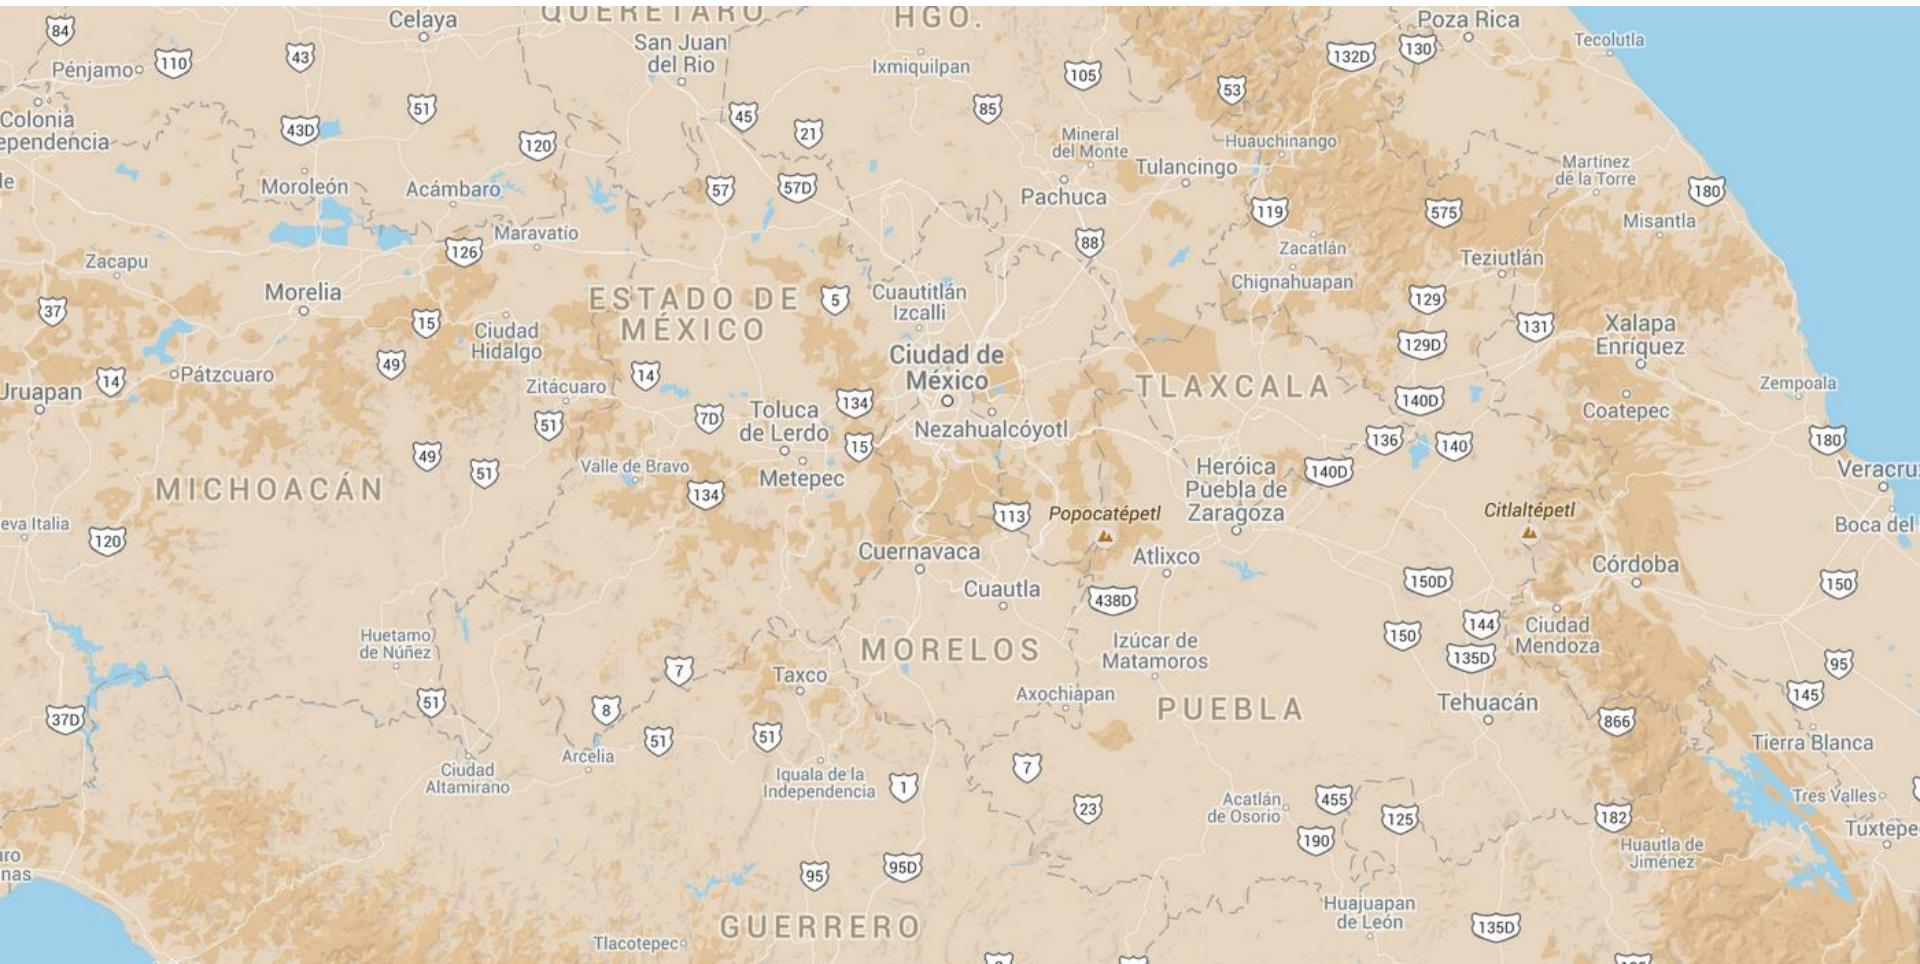 QUERÉTARO
HGO.
Celaya
Poza Rica
84
San Juan
del Rio
Tecolutla
Pénjamo
110
43
Ixmiquilpan
105
132D
130
53
51
85
Colonia
ependencia
43D
45
21
120
Mineral
del Monte
Huauchinango
Tulancingo
Martínez
de la Torre
Moroleón
Acámbaro
57
57D
Pachuca
180
119
575
Misantla
Maravatío
126
88
Zacatlán
Teziutlán
Zacapu
Chignahuapan
Morelia
ESTADO DE
MÉXICO
5
Cuautitlán
Izcalli
129
37
15
Ciudad
Hidalgo
131
Xalapa
Enríquez
129D
49
Ciudad de
México
14
Pátzcuaro
14
Zitácuaro
TLAXCALA
Zempoala
Uruapan
134
140D
Coatepec
51
7D
Toluca
de Lerdo
Nezahualcóyotl
136
140
180
15
49
51
Valle de Bravo
Metepec
Heróica
Puebla de
Zaragoza
140D
Veracru
MICHOACÁN
134
113
Popocatépetl
Citlaltépetl
eva Italia
Boca del
120
Cuernavaca
Atlixco
Córdoba
Cuautla
438D
150D
150
Huetamo
de Núñez
MORELOS
Izúcar de
Matamoros
150
144
Ciudad
Mendoza
135D
7
Taxco
95
51
Axochiapan
145
37D
8
PUEBLA
Tehuacán
866
51
51
Arcelia
Tierra Blanca
Ciudad
Altamirano
Iguala de la
Independencia
1
7
23
Acatlán
de Osorio
455
125
182
Tres Valles
190
Tuxtepe
Huautla de
Jiménez
95
95D
ro
nas
Huajuapan
de León
GUERRERO
135D
Tlacotepec